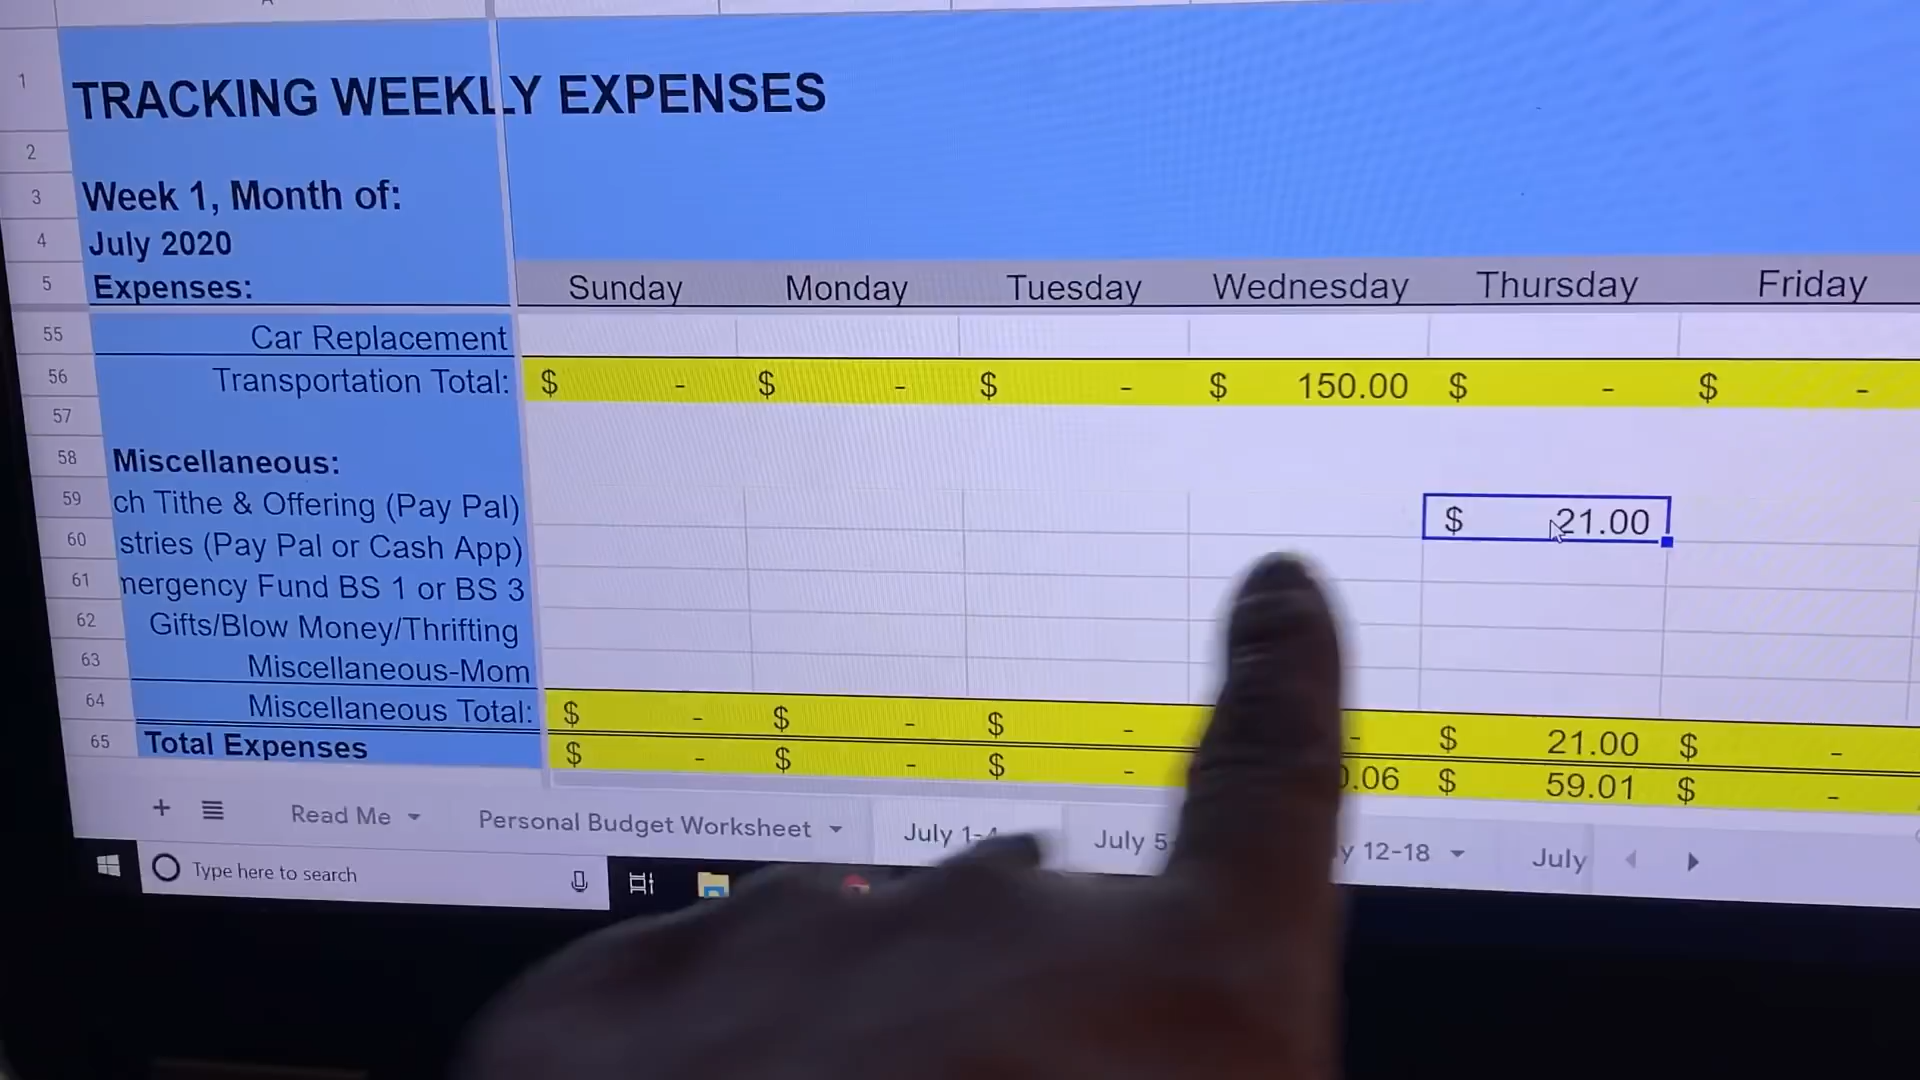 1 TRACKING WEEKLY EXPENSES
2
3 Week 1, Month of:
4 July 2020
5 Expenses: Sunday Monday Tuesday Wednesday Thursday Friday
55 Car Replacement
56 Transportation Total: $ - $ - $ - $ 150.00 $ - $ -
57
58 Miscellaneous:
59 ch Tithe & Offering (Pay Pal) $ 21.00
60 stries (Pay Pal or Cash App)
61 mergency Fund BS 1 or BS 3
62 Gifts/Blow Money/Thrifting
63 Miscellaneous-Mom
64 Miscellaneous Total: $ - $ - $ - - $ 21.00 $ -
65 Total Expenses $ - $ - $ - .06 $ 59.01 $ -
+ Read Me Personal Budget Worksheet July 1-4 July 5- y 12-18 July
Type here to search